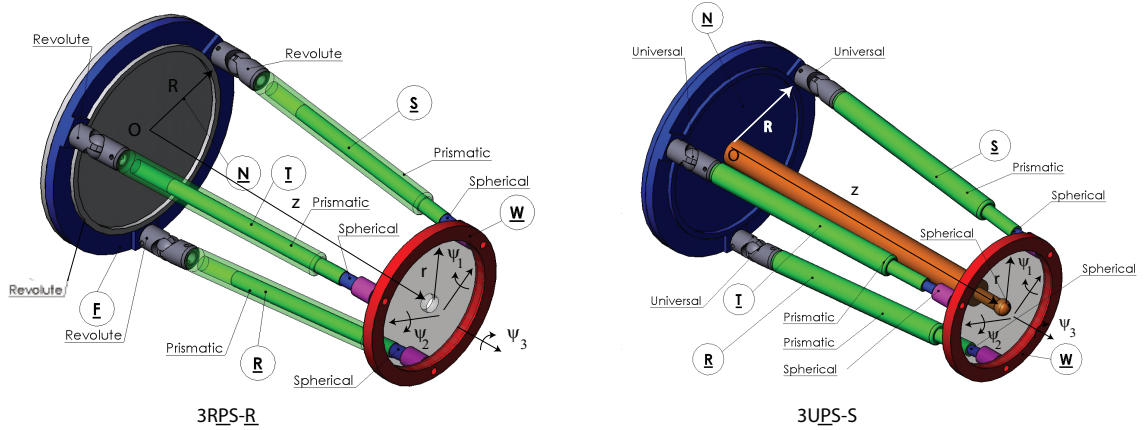 Revolute
Revolute
R
O
S
N
T
Prismatic
Prismatic
Spherical
W
z
Spherical
r
ψ1
ψ2
ψ3
Revolute
F
Revolute
Prismatic
R
Spherical
3RPS-R
N
Universal
Universal
R
O
S
Prismatic
z
Spherical
Spherical
Spherical
r
ψ1
ψ2
ψ3
Universal
T
Prismatic
R
Prismatic
Spherical
W
3UPS-S